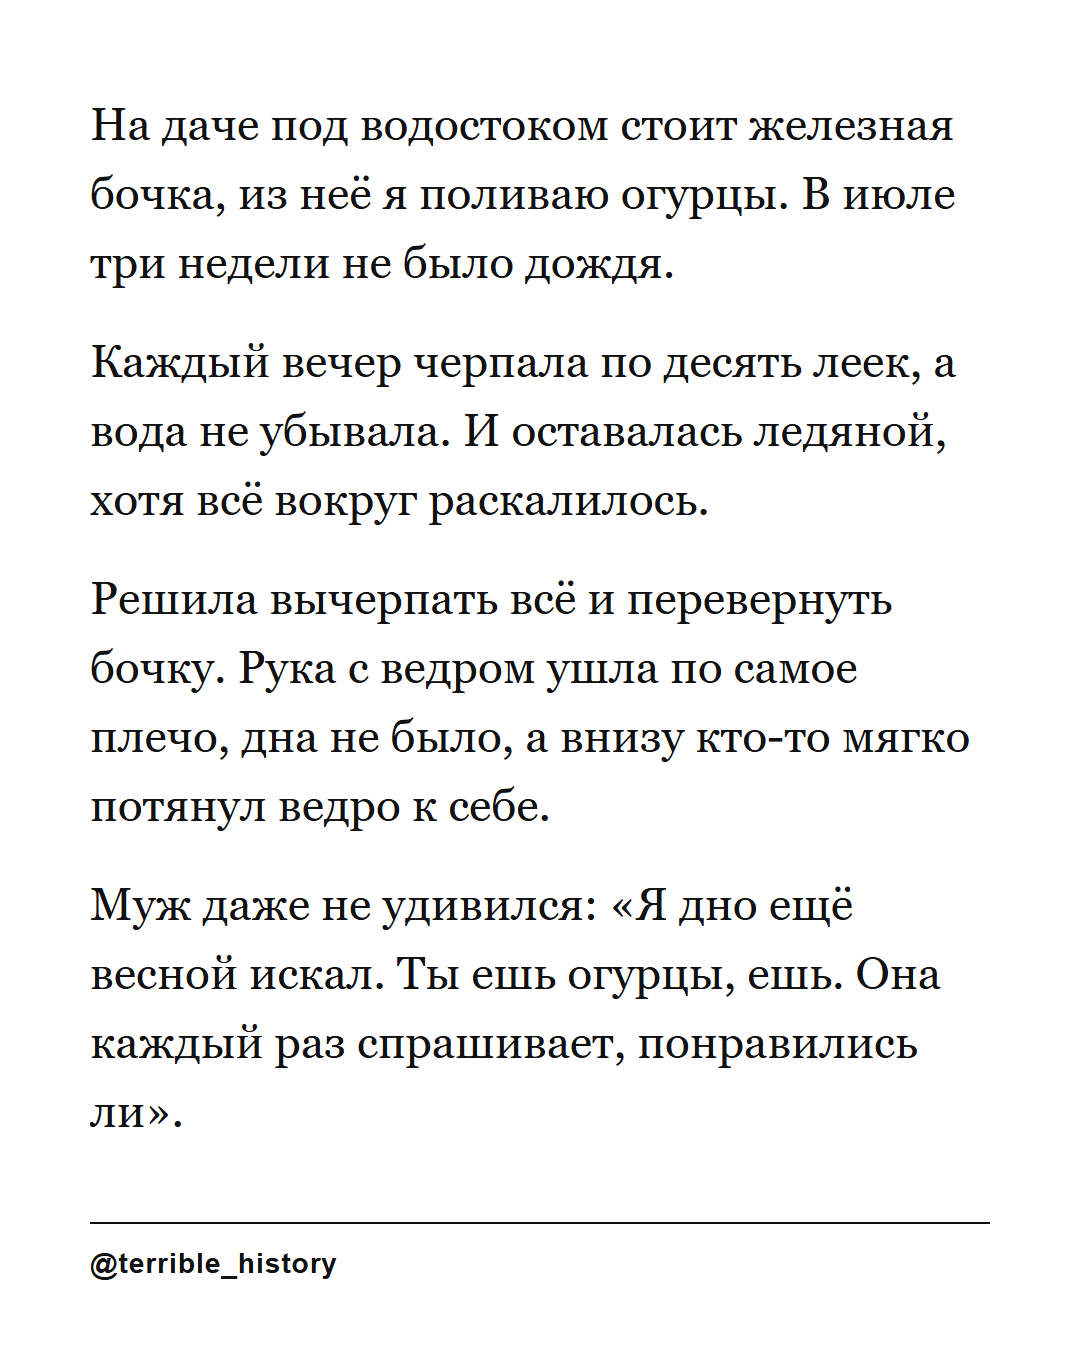 На даче под водостоком стоит железная
бочка, из неё я поливаю огурцы. В июле
три недели не было дождя.
Каждый вечер черпала по десять леек, а
вода не убывала. И оставалась ледяной,
хотя всё вокруг раскалилось.
Решила вычерпать всё и перевернуть
бочку. Рука с ведром ушла по самое
плечо, дна не было, а внизу кто-то мягко
потянул ведро к себе.
Муж даже не удивился: «Я дно ещё
весной искал. Ты ешь огурцы, ешь. Она
каждый раз спрашивает, понравились
ли».
@terrible_history